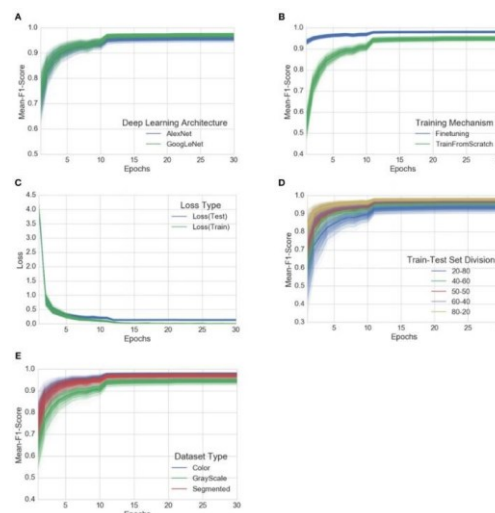 A
Mean-F1-Score
1.0
0.9
0.8
0.7
0.6
0.5
Deep Learning Architecture
AlexNet
GoogLeNet
5
10
15
20
25
30
Epochs
B
Mean-F1-Score
1.0
0.9
0.8
0.7
0.6
0.5
0.4
Training Mechanism
Finetuning
TrainFromScratch
5
10
15
20
25
30
Epochs
C
Loss
4.5
4.0
3.5
3.0
2.5
2.0
1.5
1.0
0.5
0.0
Loss Type
Loss(Test)
Loss(Train)
5
10
15
20
25
30
Epochs
D
Mean-F1-Score
1.0
0.9
0.8
0.7
0.6
0.5
0.4
0.3
Train-Test Set Division
20-80
40-60
50-50
60-40
80-20
5
10
15
20
25
30
Epochs
E
Mean-F1-Score
1.0
0.9
0.8
0.7
0.6
0.5
0.4
Dataset Type
Color
GrayScale
Segmented
5
10
15
20
25
30
Epochs